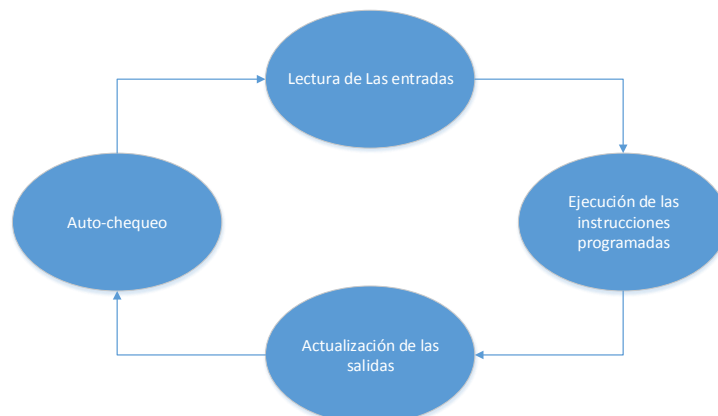 Lectura de Las entradas
Ejecución de las
instrucciones
programadas
Actualización de las
salidas
Auto-chequeo